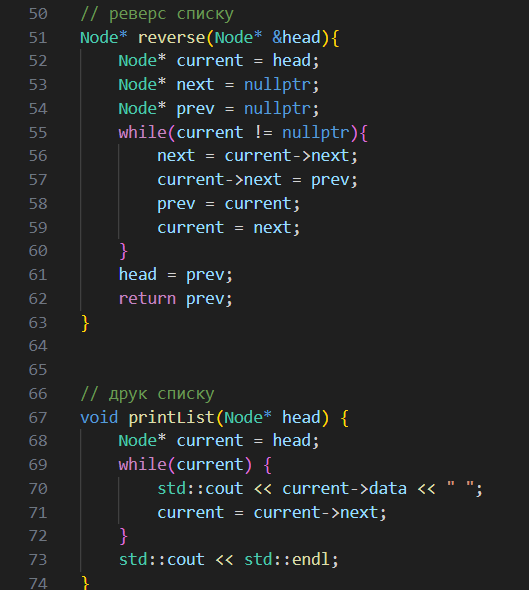 50 // реверс списку
51 Node* reverse(Node* &head){
52     Node* current = head;
53     Node* next = nullptr;
54     Node* prev = nullptr;
55     while(current != nullptr){
56         next = current->next;
57         current->next = prev;
58         prev = current;
59         current = next;
60     }
61     head = prev;
62     return prev;
63 }
64
65
66 // друк списку
67 void printList(Node* head) {
68     Node* current = head;
69     while(current) {
70         std::cout << current->data << " ";
71         current = current->next;
72     }
73     std::cout << std::endl;
74 }